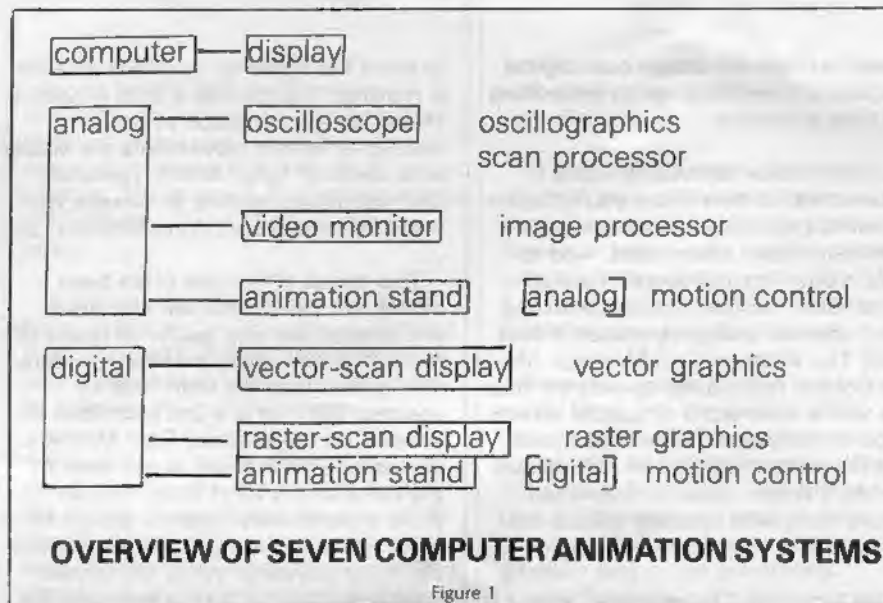 computer display
analog oscilloscope oscillographics
scan processor
video monitor image processor
animation stand [analog] motion control
digital vector-scan display vector graphics
raster-scan display raster graphics
animation stand [digital] motion control
OVERVIEW OF SEVEN COMPUTER ANIMATION SYSTEMS
Figure 1